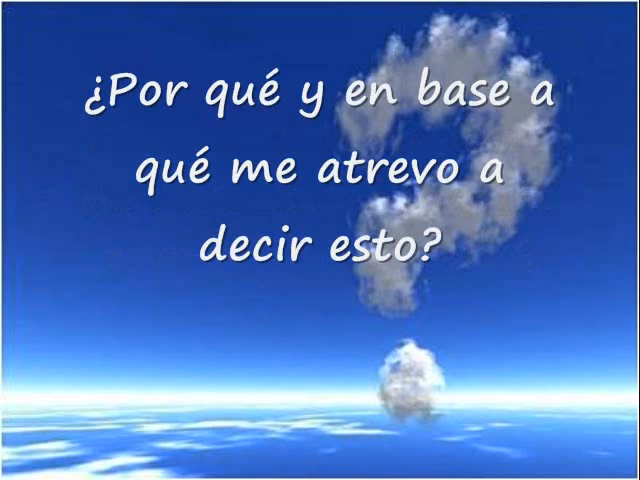 ¿Por qué y en base a
qué me atrevo a
decir esto?